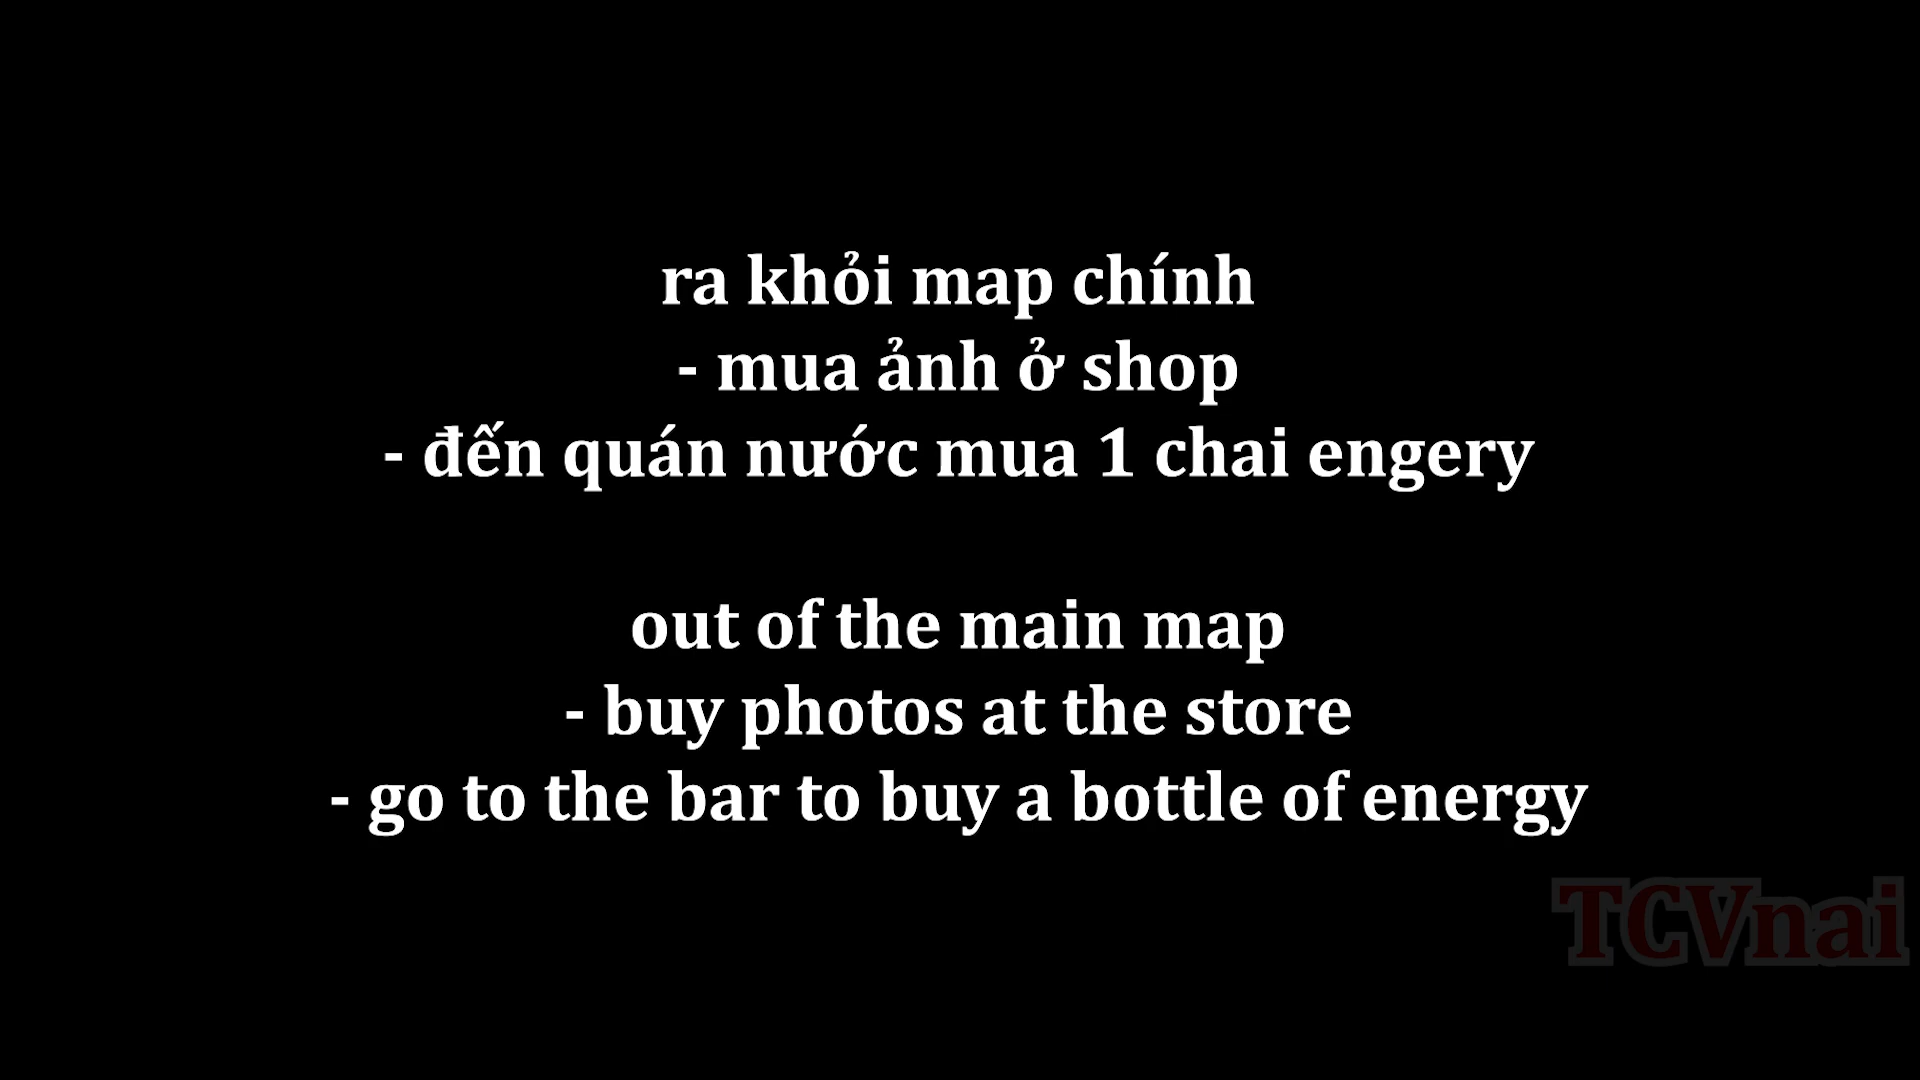 ra khỏi map chính
- mua ảnh ở shop
- đến quán nước mua 1 chai engery
out of the main map
- buy photos at the store
- go to the bar to buy a bottle of energy
TCVnai